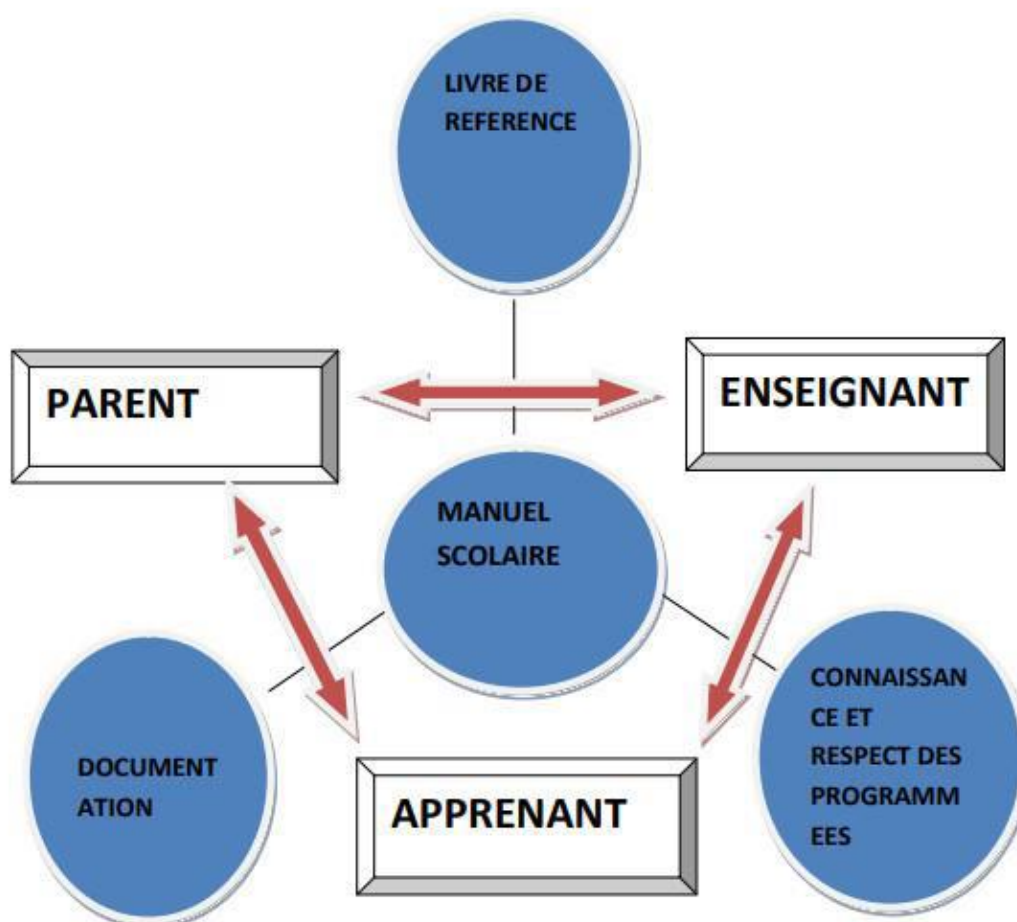 LIVRE DE
REFERENCE
PARENT
ENSEIGNANT
MANUEL
SCOLAIRE
DOCUMENT
ATION
APPRENANT
CONNAISSAN
CE ET
RESPECT DES
PROGRAMM
EES